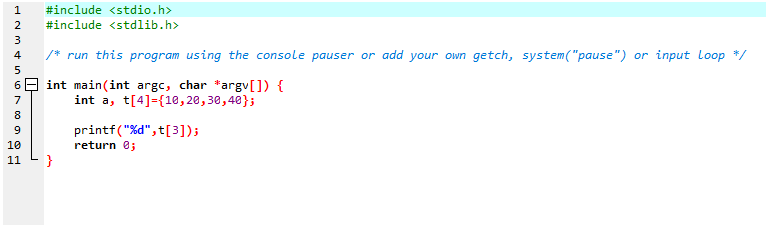 1 #include <stdio.h>
2 #include <stdlib.h>
3
4 /* run this program using the console pauser or add your own getch, system("pause") or input loop */
5
6 int main(int argc, char *argv[]) {
7 int a, t[4]={10,20,30,40};
8
9 printf("%d",t[3]);
10 return 0;
11 }